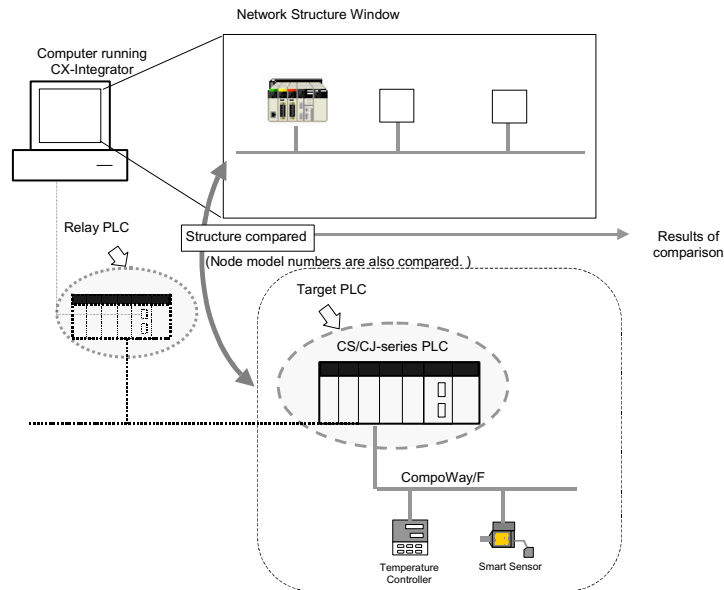 Network Structure Window
Computer running
CX-Integrator
Relay PLC
Structure compared
(Node model numbers are also compared. )
Results of
comparison
Target PLC
CS/CJ-series PLC
CompoWay/F
Temperature
Controller
Smart Sensor